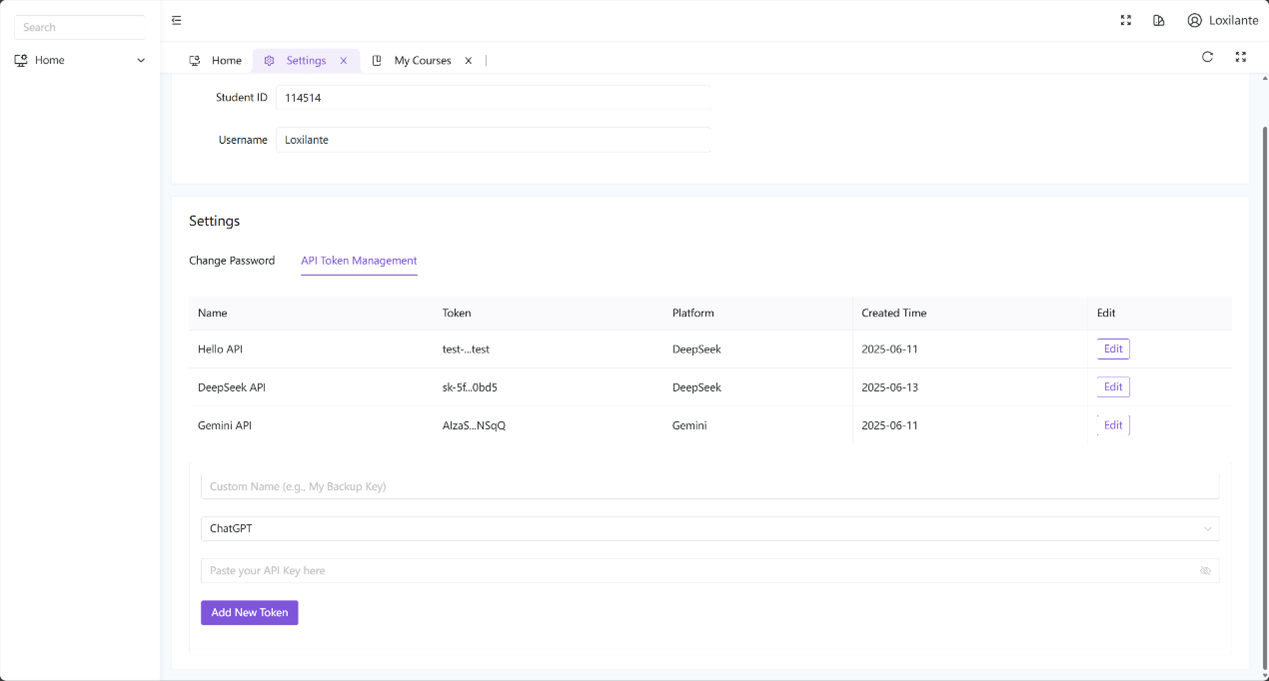 Search
Loxilante
Home
Home Settings My Courses
Student ID 114514
Username Loxilante
Settings
Change Password API Token Management
Name Token Platform Created Time Edit
Hello API test-...test DeepSeek 2025-06-11 Edit
DeepSeek API sk-5f...0bd5 DeepSeek 2025-06-13 Edit
Gemini API AIzaS...NSqQ Gemini 2025-06-11 Edit
Custom Name (e.g., My Backup Key)
ChatGPT
Paste your API Key here
Add New Token